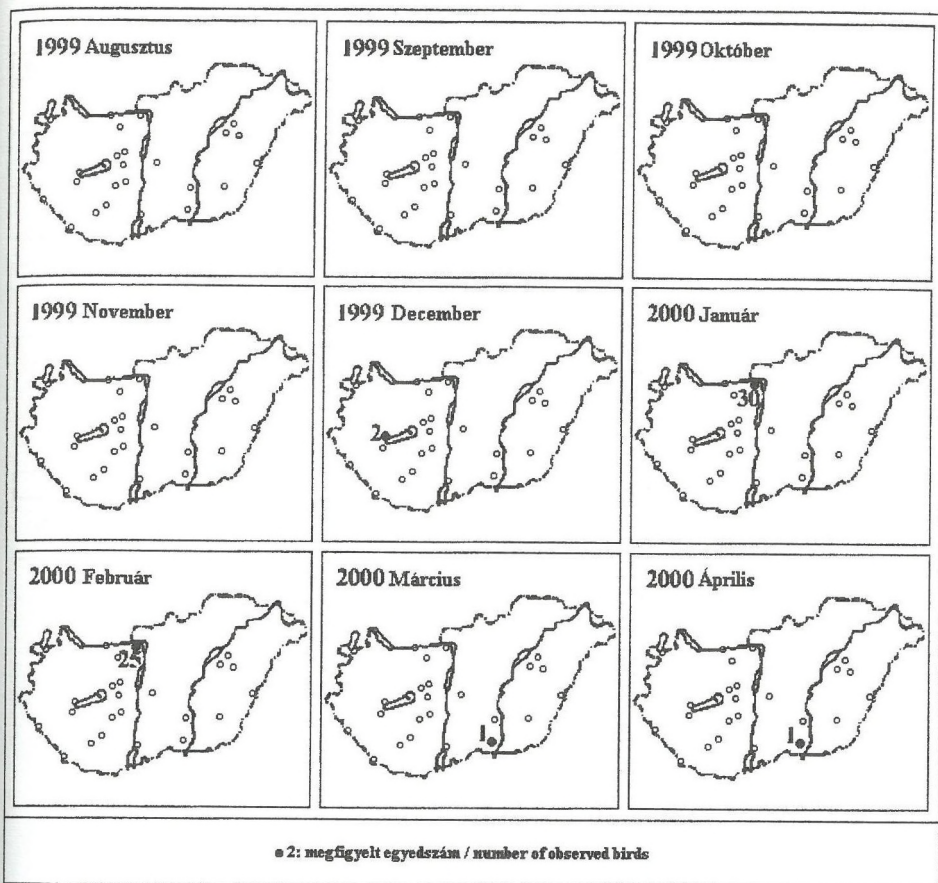 1999 Augusztus
1999 Szeptember
1999 Október
1999 November
1999 December
2
2000 Január
30
2000 Február
25
2000 Március
1
2000 Április
1
2: megfigyelt egyedszám / number of observed birds